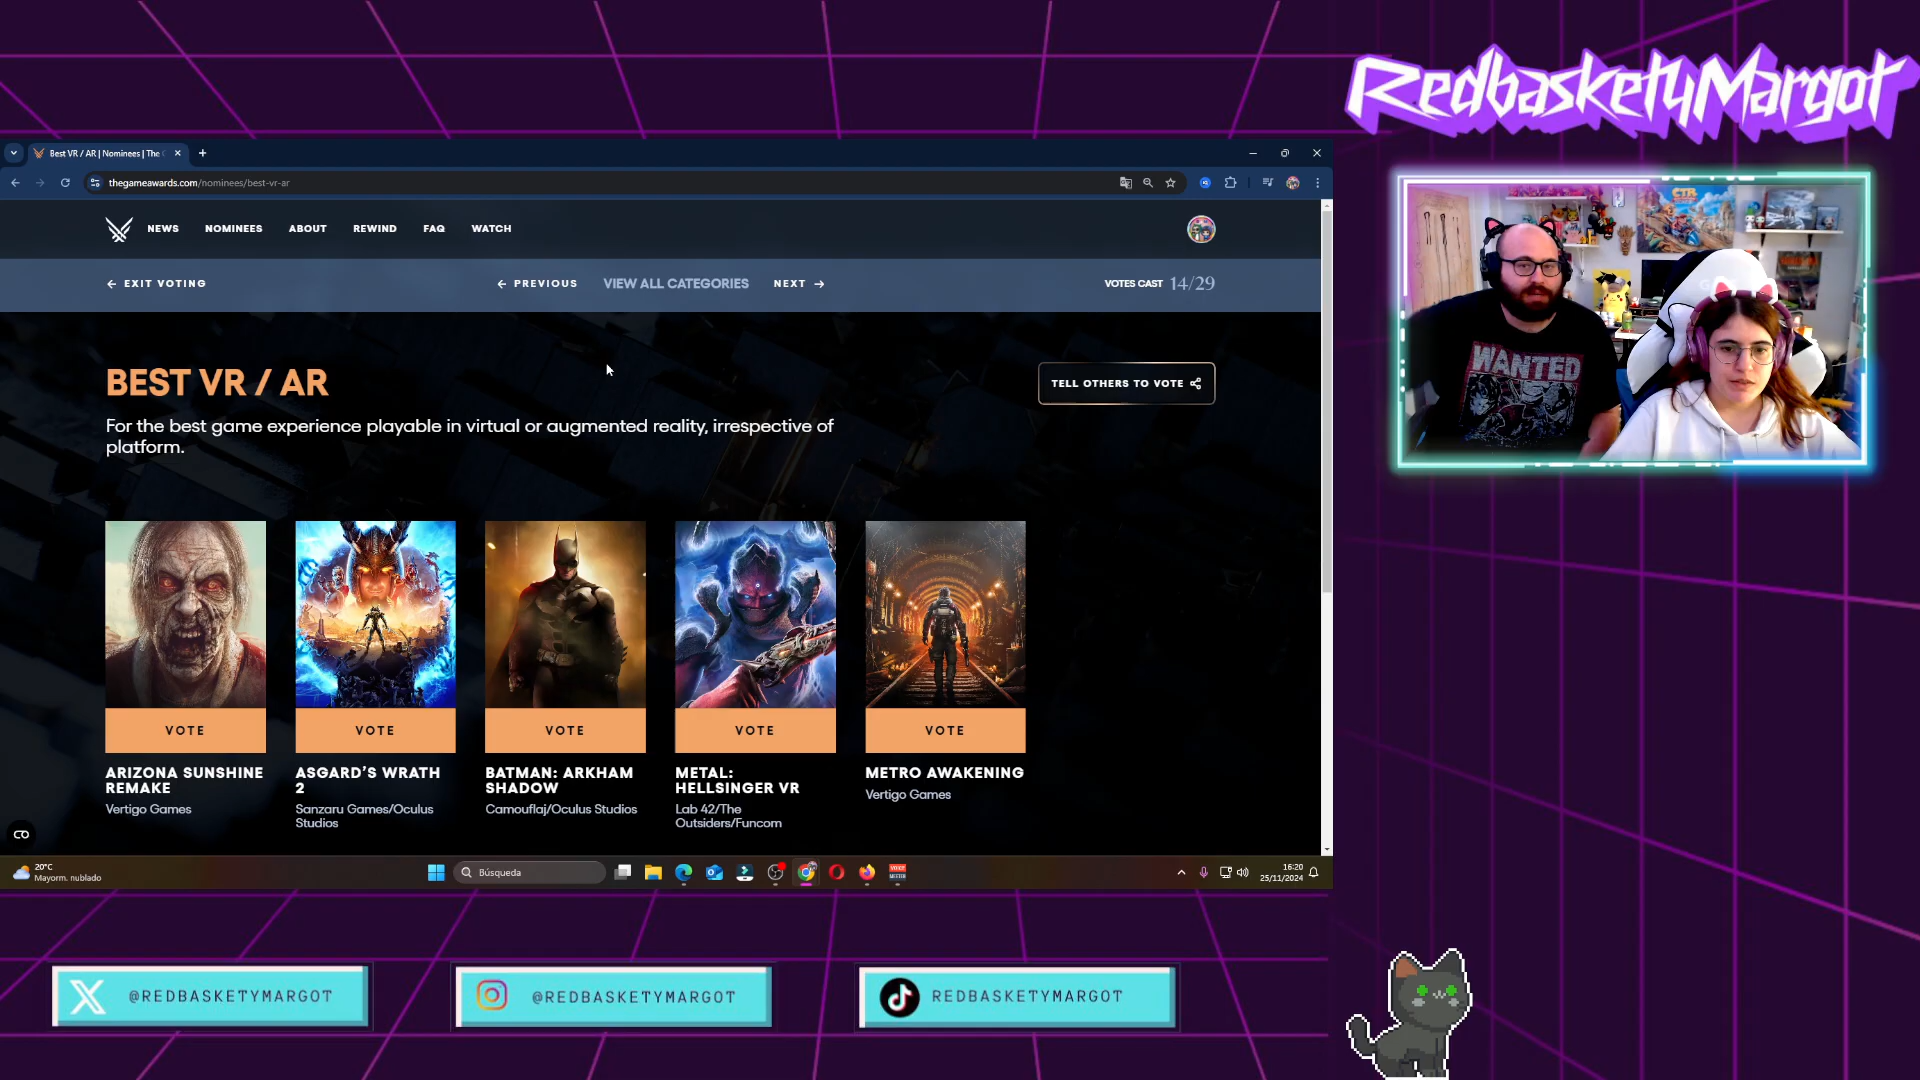 RedbasketyMargot
Best VR / AR | Nominees | The
thegameawards.com/nominees/best-vr-ar
NEWS
NOMINEES
ABOUT
REWIND
FAQ
WATCH
EXIT VOTING
PREVIOUS
VIEW ALL CATEGORIES
NEXT
VOTES CAST 14/29
BEST VR / AR
TELL OTHERS TO VOTE
For the best game experience playable in virtual or augmented reality, irrespective of
platform.
CTR
WANTED
VOTE
VOTE
VOTE
VOTE
VOTE
ARIZONA SUNSHINE
REMAKE
Vertigo Games
ASGARD'S WRATH
2
Sanzaru Games/Oculus
Studios
BATMAN: ARKHAM
SHADOW
Camouflaj/Oculus Studios
METAL:
HELLSINGER VR
Lab 42/The
Outsiders/Funcom
METRO AWAKENING
Vertigo Games
20°C
Mayorm. nublado
Búsqueda
16:20
25/11/2024
@REDBASKETYMARGOT
@REDBASKETYMARGOT
REDBASKETYMARGOT